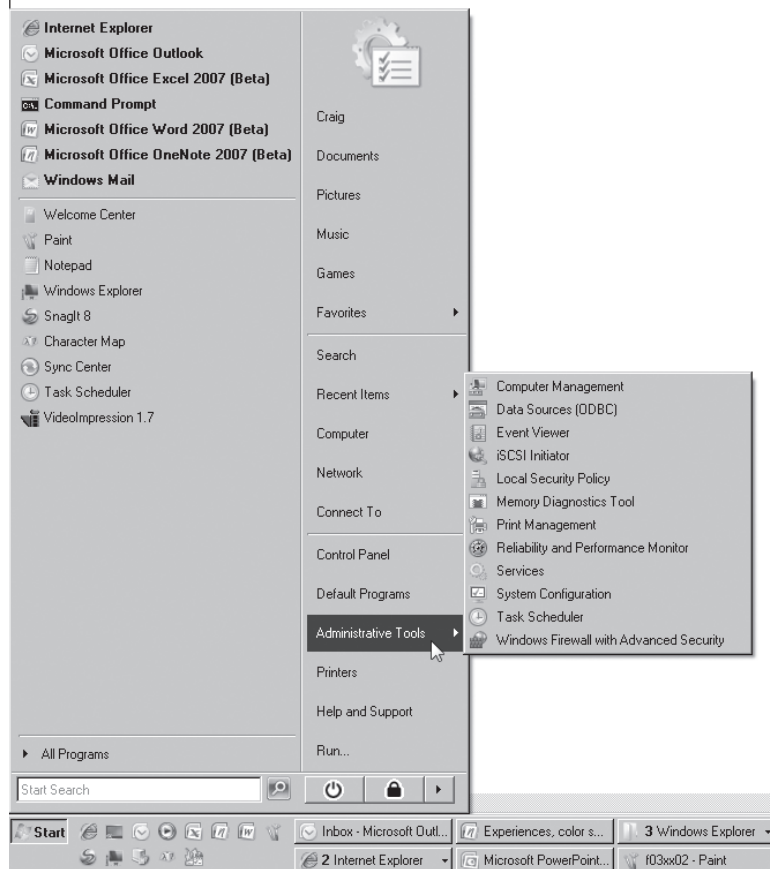 Internet Explorer
Microsoft Office Outlook
Microsoft Office Excel 2007 (Beta)
Command Prompt
Microsoft Office Word 2007 (Beta)
Microsoft Office OneNote 2007 (Beta)
Windows Mail
Welcome Center
Paint
Notepad
Windows Explorer
SnagIt 8
Character Map
Sync Center
Task Scheduler
VideoImpression 1.7
All Programs
Start Search
Craig
Documents
Pictures
Music
Games
Favorites
Search
Recent Items
Computer
Network
Connect To
Control Panel
Default Programs
Administrative Tools
Printers
Help and Support
Run...
Computer Management
Data Sources (ODBC)
Event Viewer
iSCSI Initiator
Local Security Policy
Memory Diagnostics Tool
Print Management
Reliability and Performance Monitor
Services
System Configuration
Task Scheduler
Windows Firewall with Advanced Security
Start
Inbox - Microsoft Outl...
Experiences, color s...
3 Windows Explorer
2 Internet Explorer
Microsoft PowerPoint...
f03xx02 - Paint